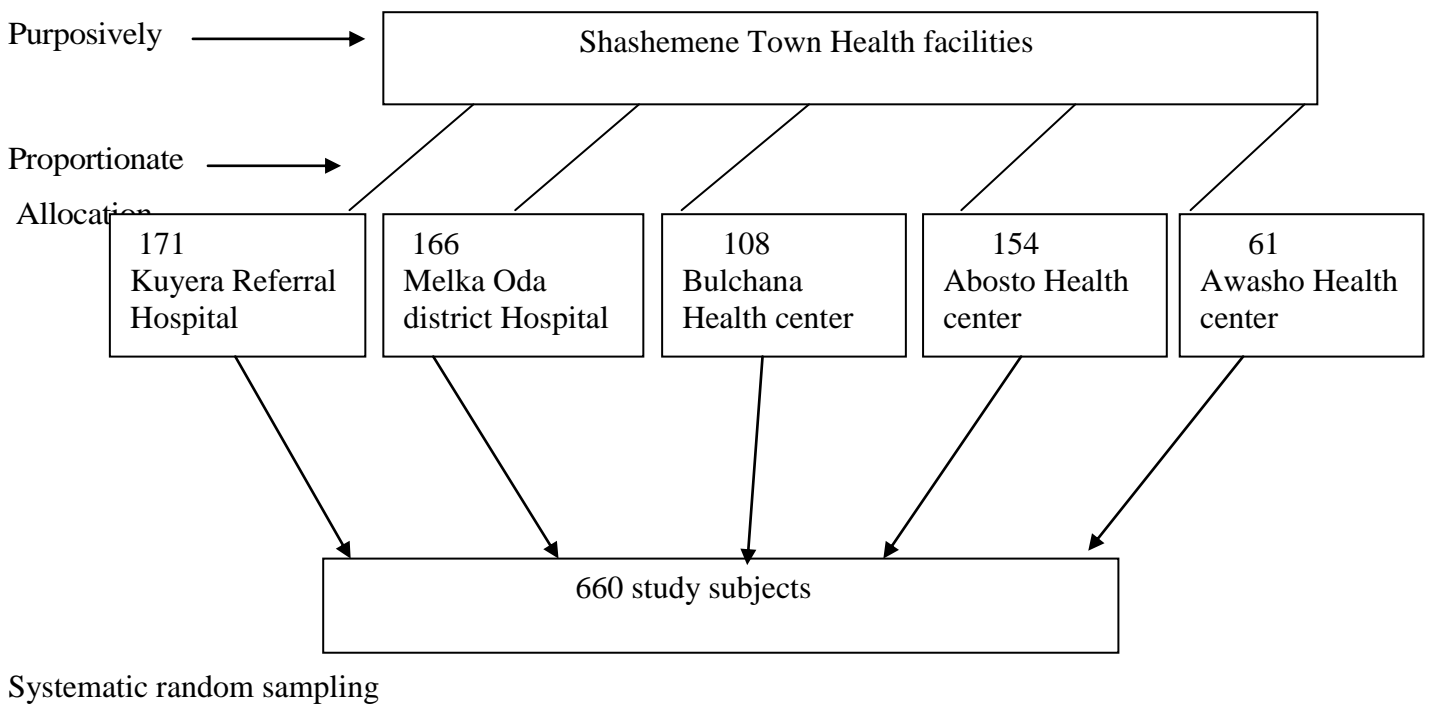 Purposively
Shashemene Town Health facilities
Proportionate
Allocation
171
Kuyera Referral
Hospital
166
Melka Oda
district Hospital
108
Bulchana
Health center
154
Abosto Health
center
61
Awasho Health
center
660 study subjects
Systematic random sampling